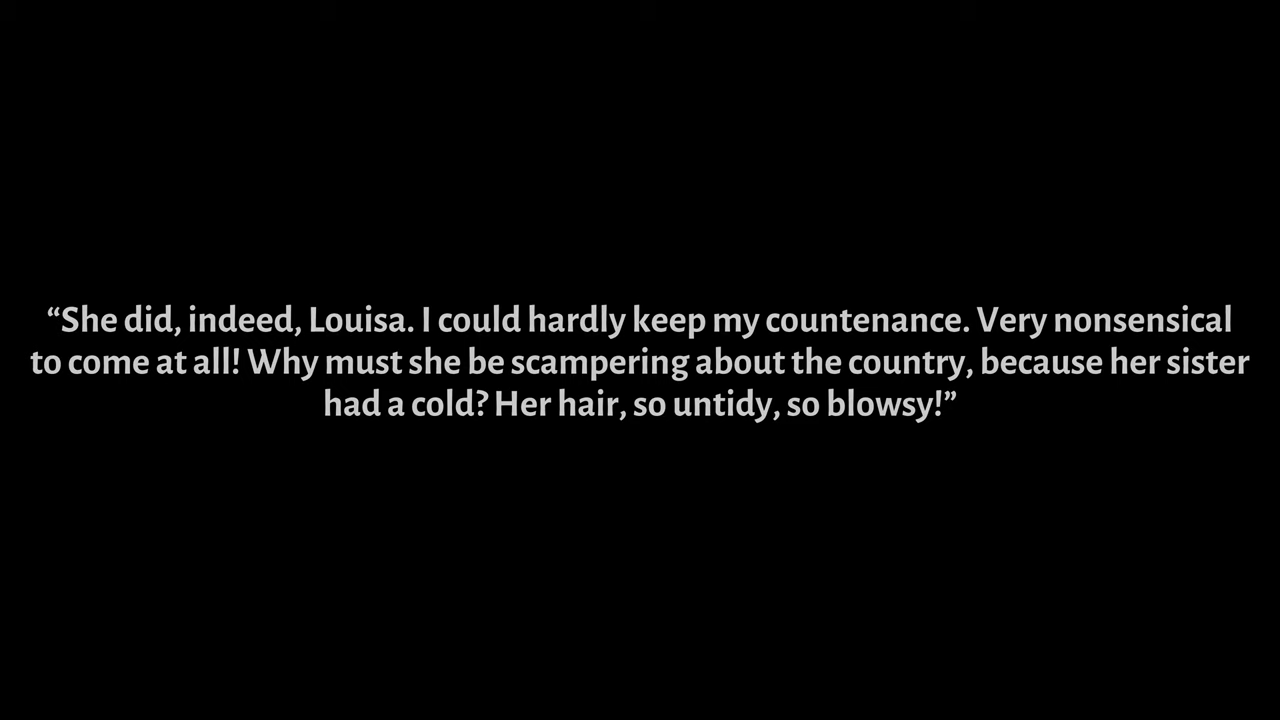 “She did, indeed, Louisa. I could hardly keep my countenance. Very nonsensical
to come at all! Why must she be scampering about the country, because her sister
had a cold? Her hair, so untidy, so blowsy!”